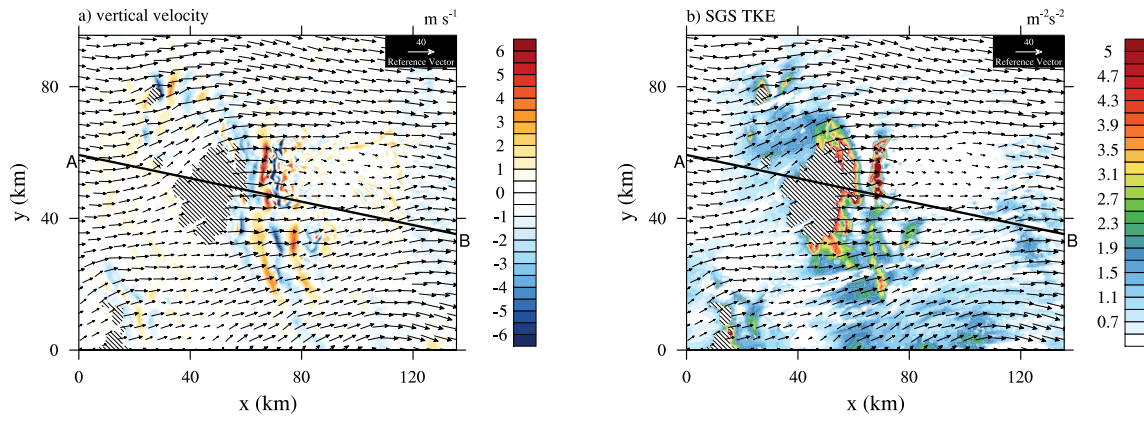 a) vertical velocity
m s-1
40
Reference Vector
80
40
0
y (km)
A
B
0
40
80
120
x (km)
6
5
4
3
2
1
0
-1
2
3
4
-5
-6
b) SGS TKE
m-2s-2
40
Reference Vector
80
40
0
y (km)
A
B
0
40
80
120
x (km)
5
4.7
4.3
3.9
3.5
3.1
2.7
2.3
1.9
1.5
1.1
0.7